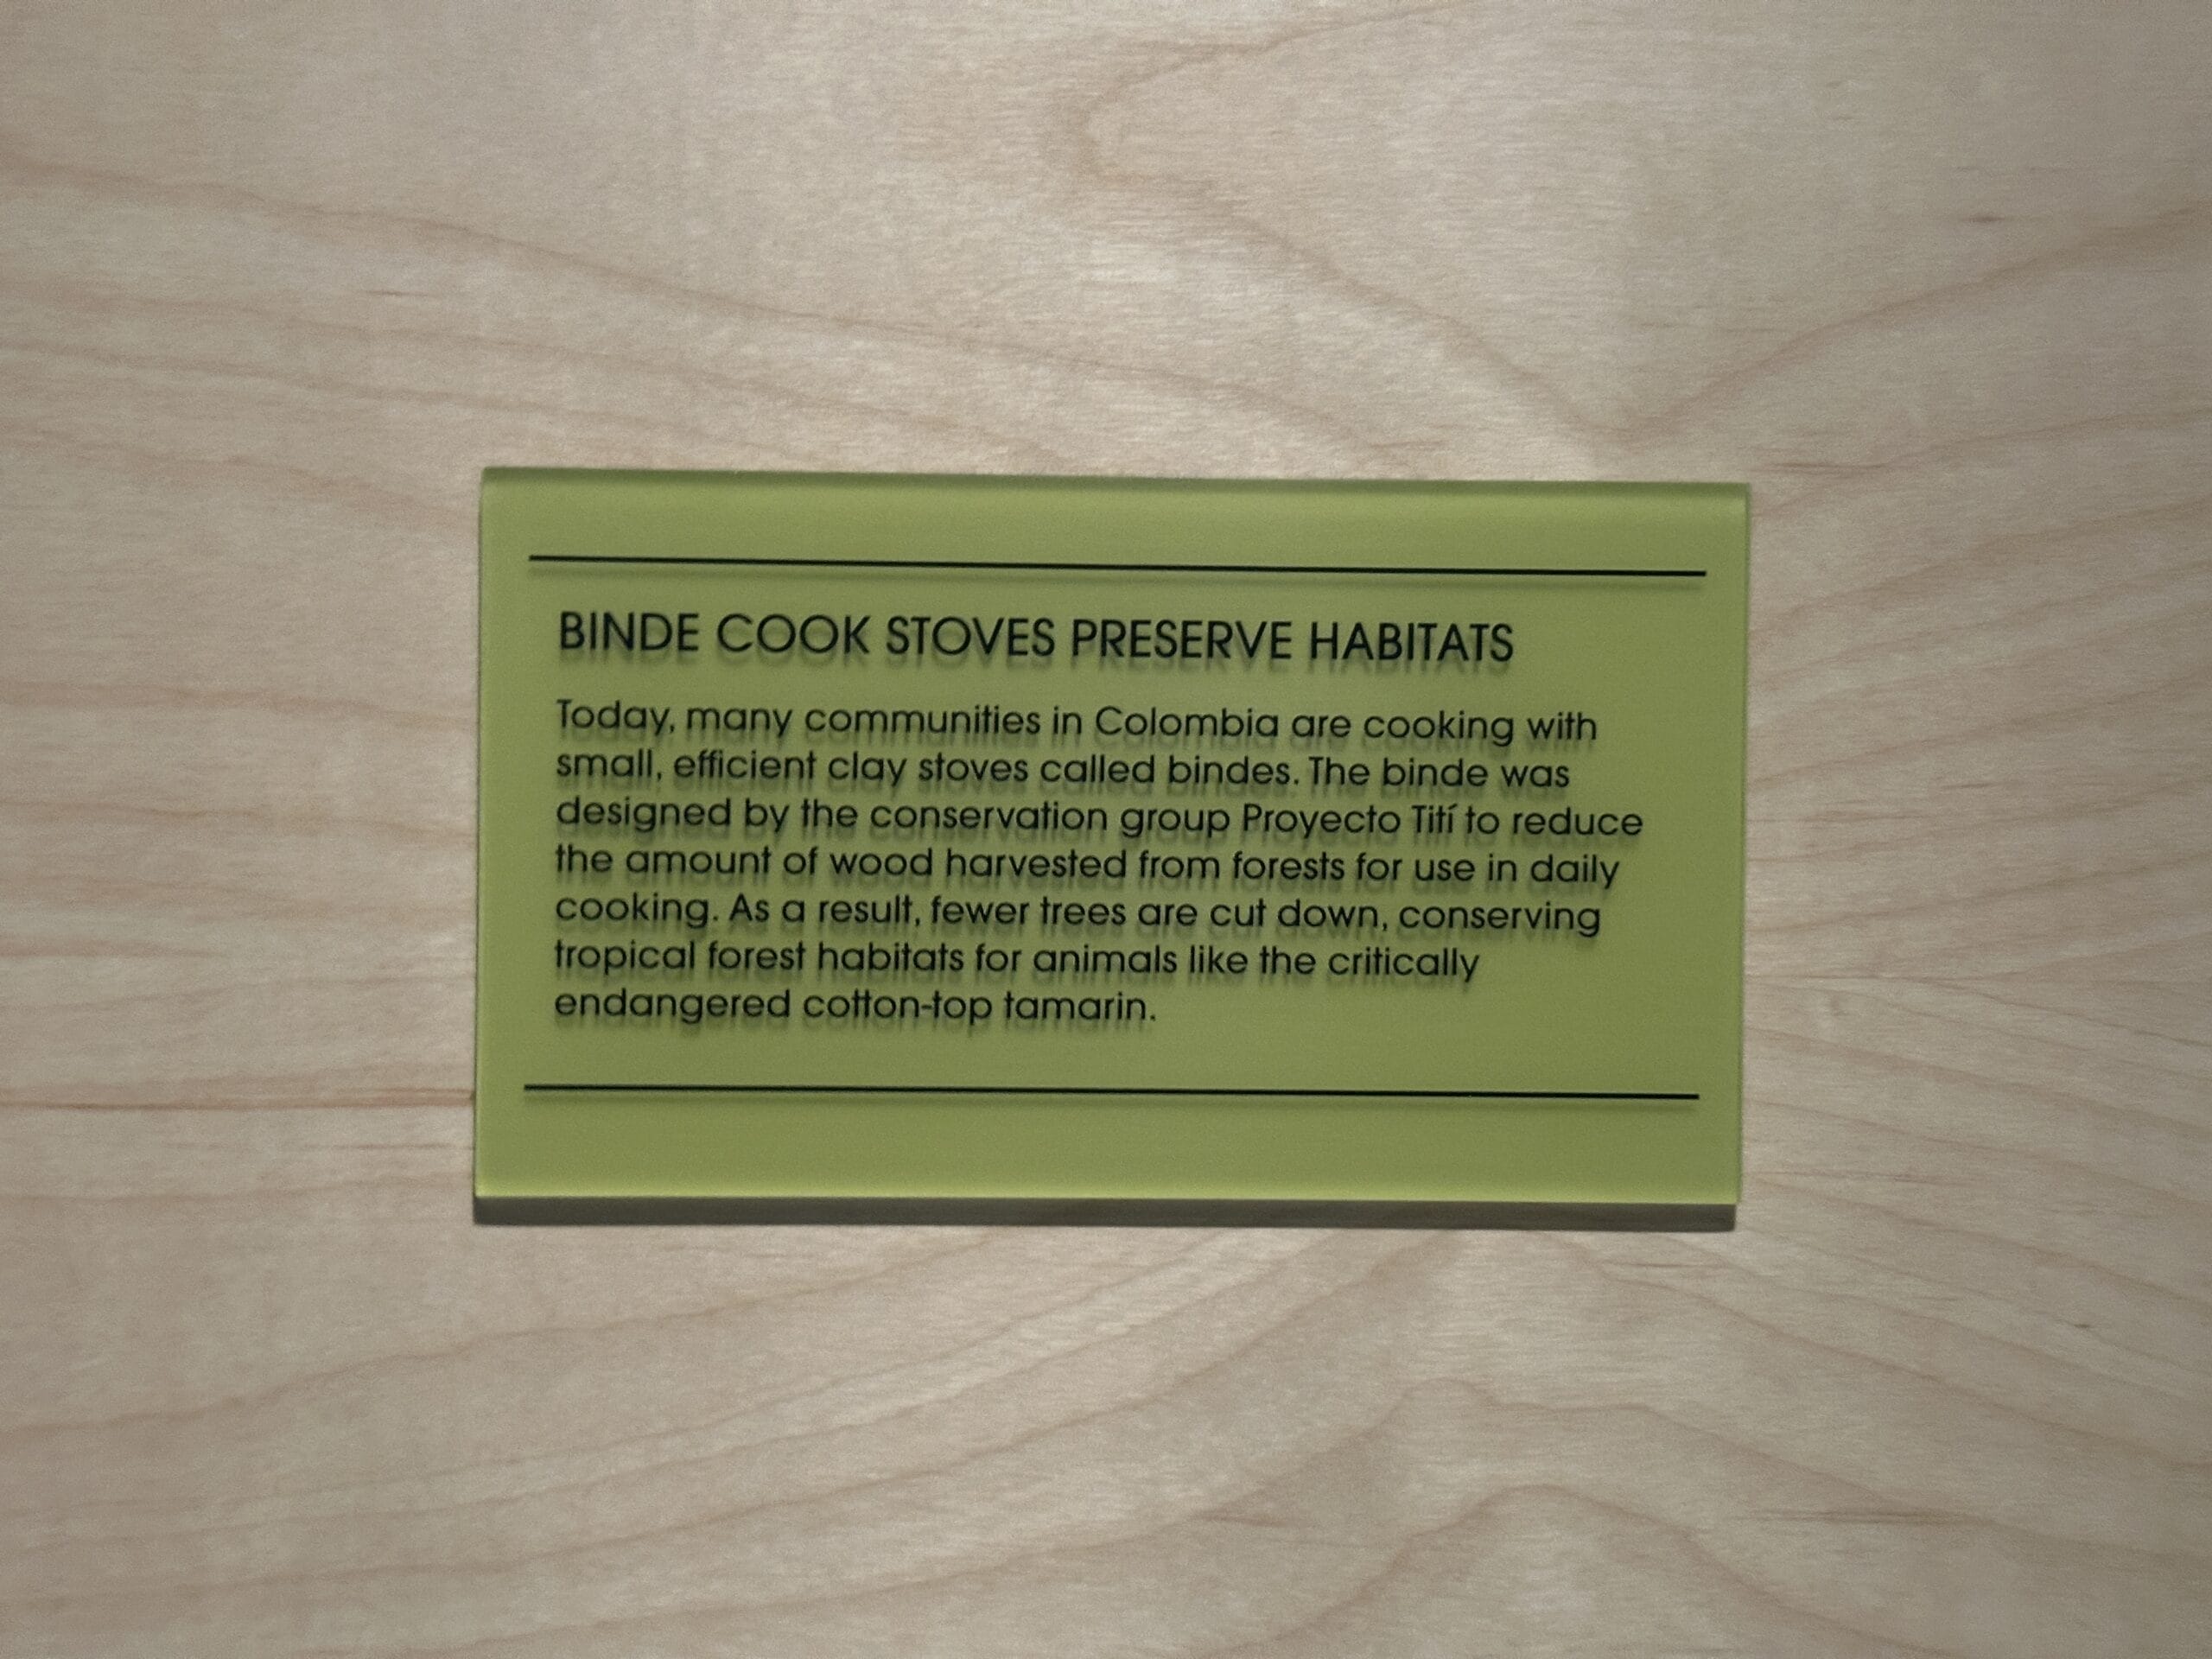 BINDE COOK STOVES PRESERVE HABITATS
Today, many communities in Colombia are cooking with
small, efficient clay stoves called bindes. The binde was
designed by the conservation group Proyecto Tití to reduce
the amount of wood harvested from forests for use in daily
cooking. As a result, fewer trees are cut down, conserving
tropical forest habitats for animals like the critically
endangered cotton-top tamarin.